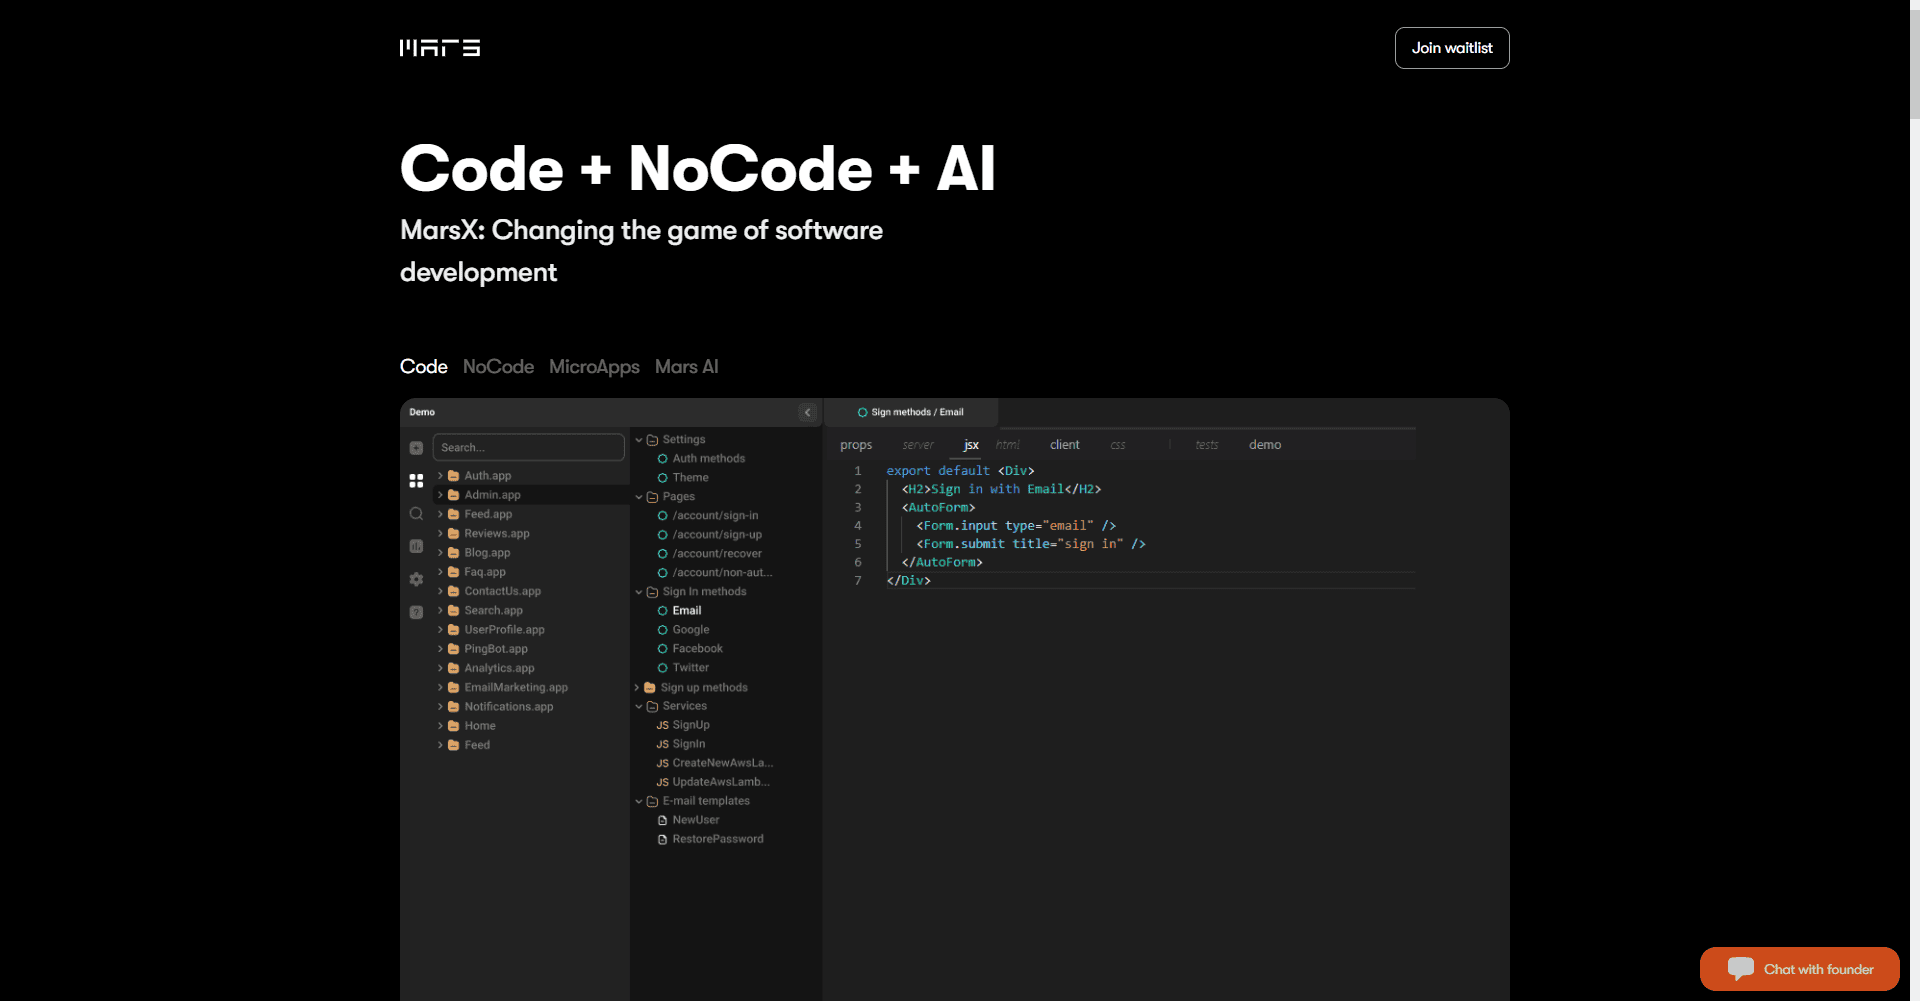 MARS
Join waitlist
Code + NoCode + AI
MarsX: Changing the game of software
development
Code NoCode MicroApps Mars AI
Demo
Search...
Auth.app
Admin.app
Feed.app
Reviews.app
Blog.app
Faq.app
ContactUs.app
Search.app
UserProfile.app
PingBot.app
Analytics.app
EmailMarketing.app
Notifications.app
Home
Feed
Settings
Auth methods
Theme
Pages
/account/sign-in
/account/sign-up
/account/recover
/account/non-aut...
Sign In methods
Email
Google
Facebook
Twitter
Sign up methods
Services
JS SignUp
JS SignIn
JS CreateNewAwsLa...
JS UpdateAwsLamb...
E-mail templates
NewUser
RestorePassword
Sign methods / Email
props server jsx html client css | tests demo
1 export default <Div>
2 <H2>Sign in with Email</H2>
3 <AutoForm>
4 <Form.input type="email" />
5 <Form.submit title="sign in" />
6 </AutoForm>
7 </Div>
Chat with founder